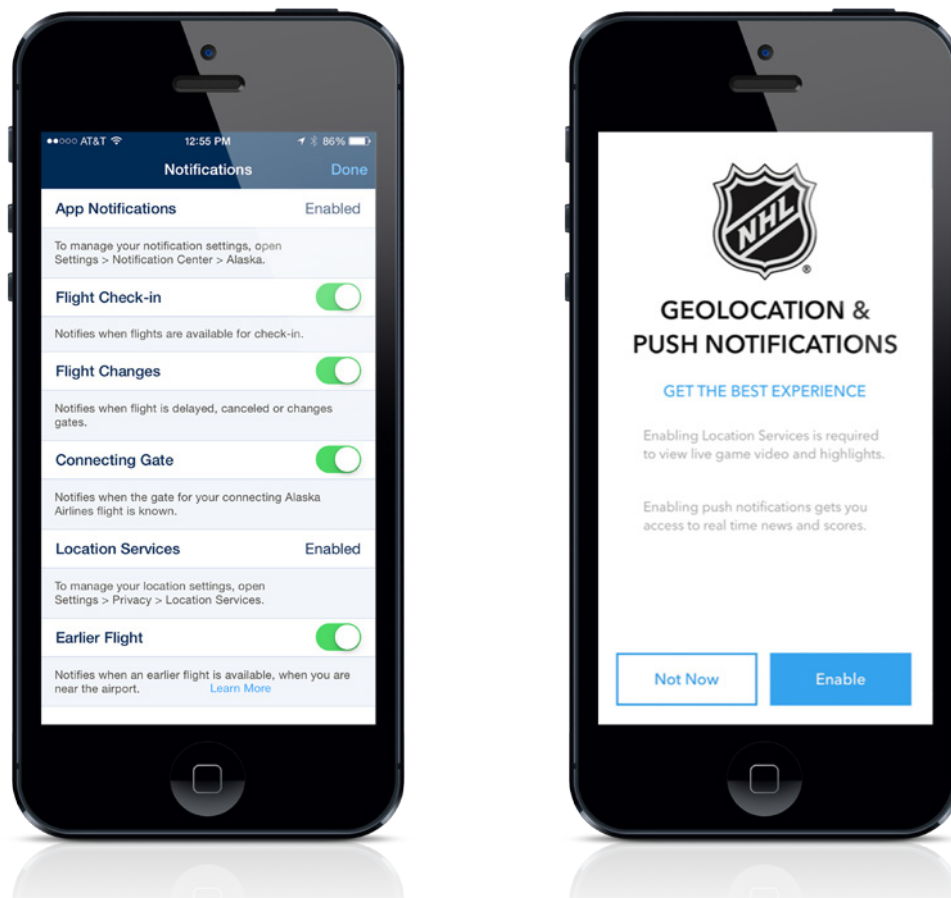 AT&T 12:55 PM 86%
Notifications Done
App Notifications Enabled
To manage your notification settings, open
Settings > Notification Center > Alaska.
Flight Check-in
Notifies when flights are available for check-in.
Flight Changes
Notifies when flight is delayed, canceled or changes
gates.
Connecting Gate
Notifies when the gate for your connecting Alaska
Airlines flight is known.
Location Services Enabled
To manage your location settings, open
Settings > Privacy > Location Services.
Earlier Flight
Notifies when an earlier flight is available, when you are
near the airport. Learn More
NHL
®
GEOLOCATION &
PUSH NOTIFICATIONS
GET THE BEST EXPERIENCE
Enabling Location Services is required
to view live game video and highlights.
Enabling push notifications gets you
access to real time news and scores.
Not Now Enable